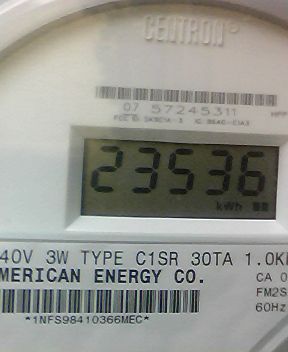 CENTRON®
07 57245311
23536
kWh
40V 3W TYPE C1SR 30TA 1.0K
MERICAN ENERGY CO.
CA 0
FM2S
60Hz
*1NFS98410366MEC*